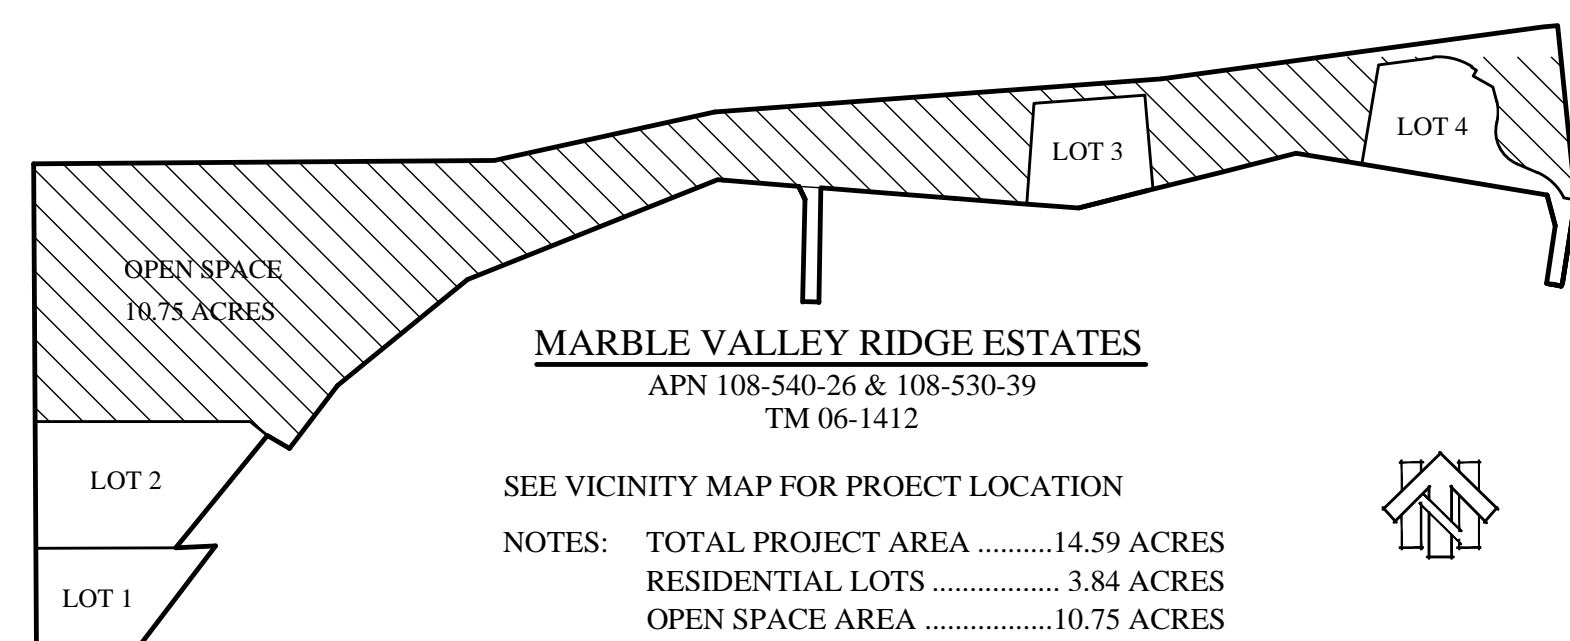 LOT 4
LOT 3
OPEN SPACE
10.75 ACRES
MARBLE VALLEY RIDGE ESTATES
APN 108-540-26 & 108-530-39
TM 06-1412
LOT 2
SEE VICINITY MAP FOR PROECT LOCATION
NOTES: TOTAL PROJECT AREA ..........14.59 ACRES
RESIDENTIAL LOTS ................. 3.84 ACRES
LOT 1
OPEN SPACE AREA .................10.75 ACRES
N